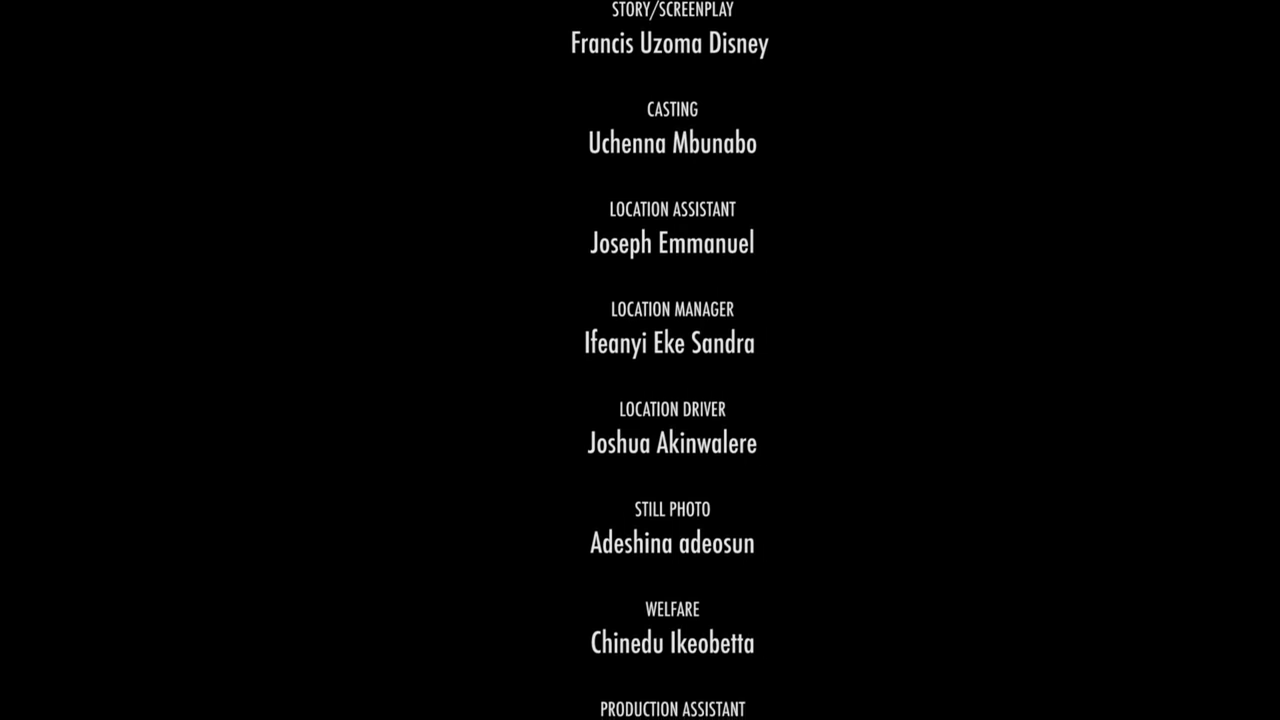 STORY/SCREENPLAY
Francis Uzoma Disney
CASTING
Uchenna Mbunabo
LOCATION ASSISTANT
Joseph Emmanuel
LOCATION MANAGER
Ifeanyi Eke Sandra
LOCATION DRIVER
Joshua Akinwalere
STILL PHOTO
Adeshina adeosun
WELFARE
Chinedu Ikeobetta
PRODUCTION ASSISTANT